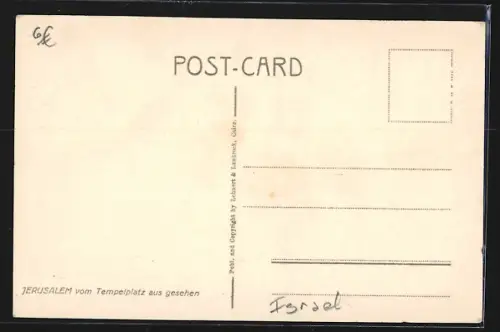 6€
POST-CARD
Publ. and Copyright by Lehnert & Landrock, Cairo.
JERUSALEM vom Tempelplatz aus gesehen
Israel